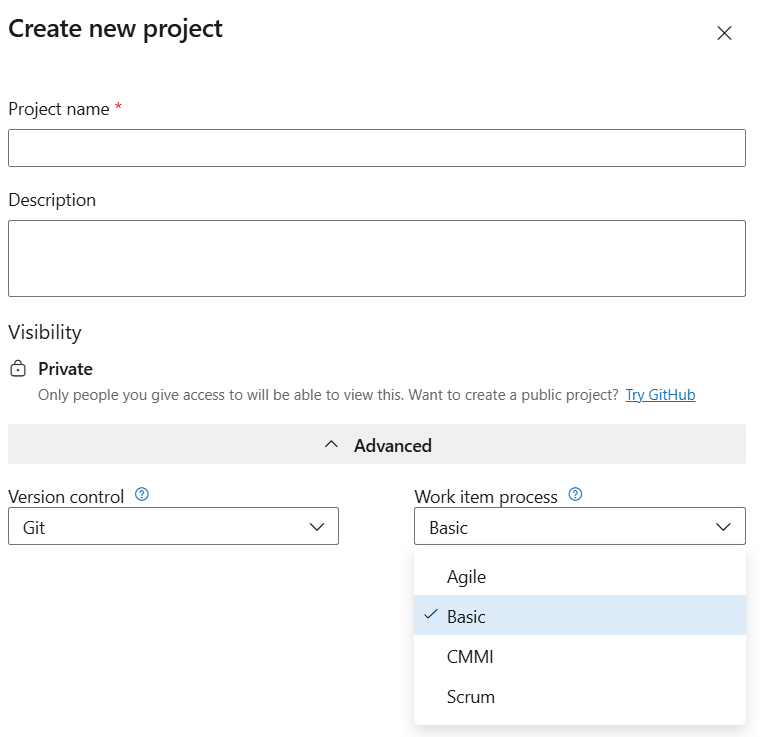 Create new project
Project name *
Description
Visibility
Private
Only people you give access to will be able to view this. Want to create a public project? Try GitHub
Advanced
Version control ?
Work item process ?
Git
Basic
Agile
Basic
CMMI
Scrum